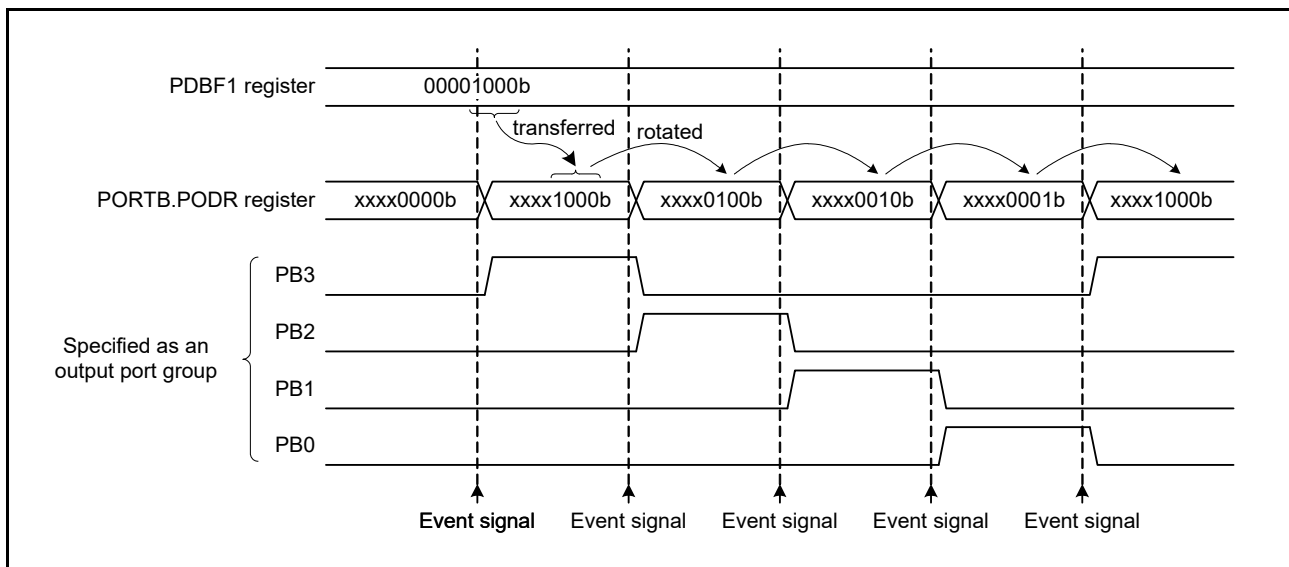 PDBF1 register
00001000b
transferred
rotated
PORTB.PODR register
xxxx0000b
xxxx1000b
xxxx0100b
xxxx0010b
xxxx0001b
xxxx1000b
Specified as an
output port group
PB3
PB2
PB1
PB0
Event signal
Event signal
Event signal
Event signal
Event signal